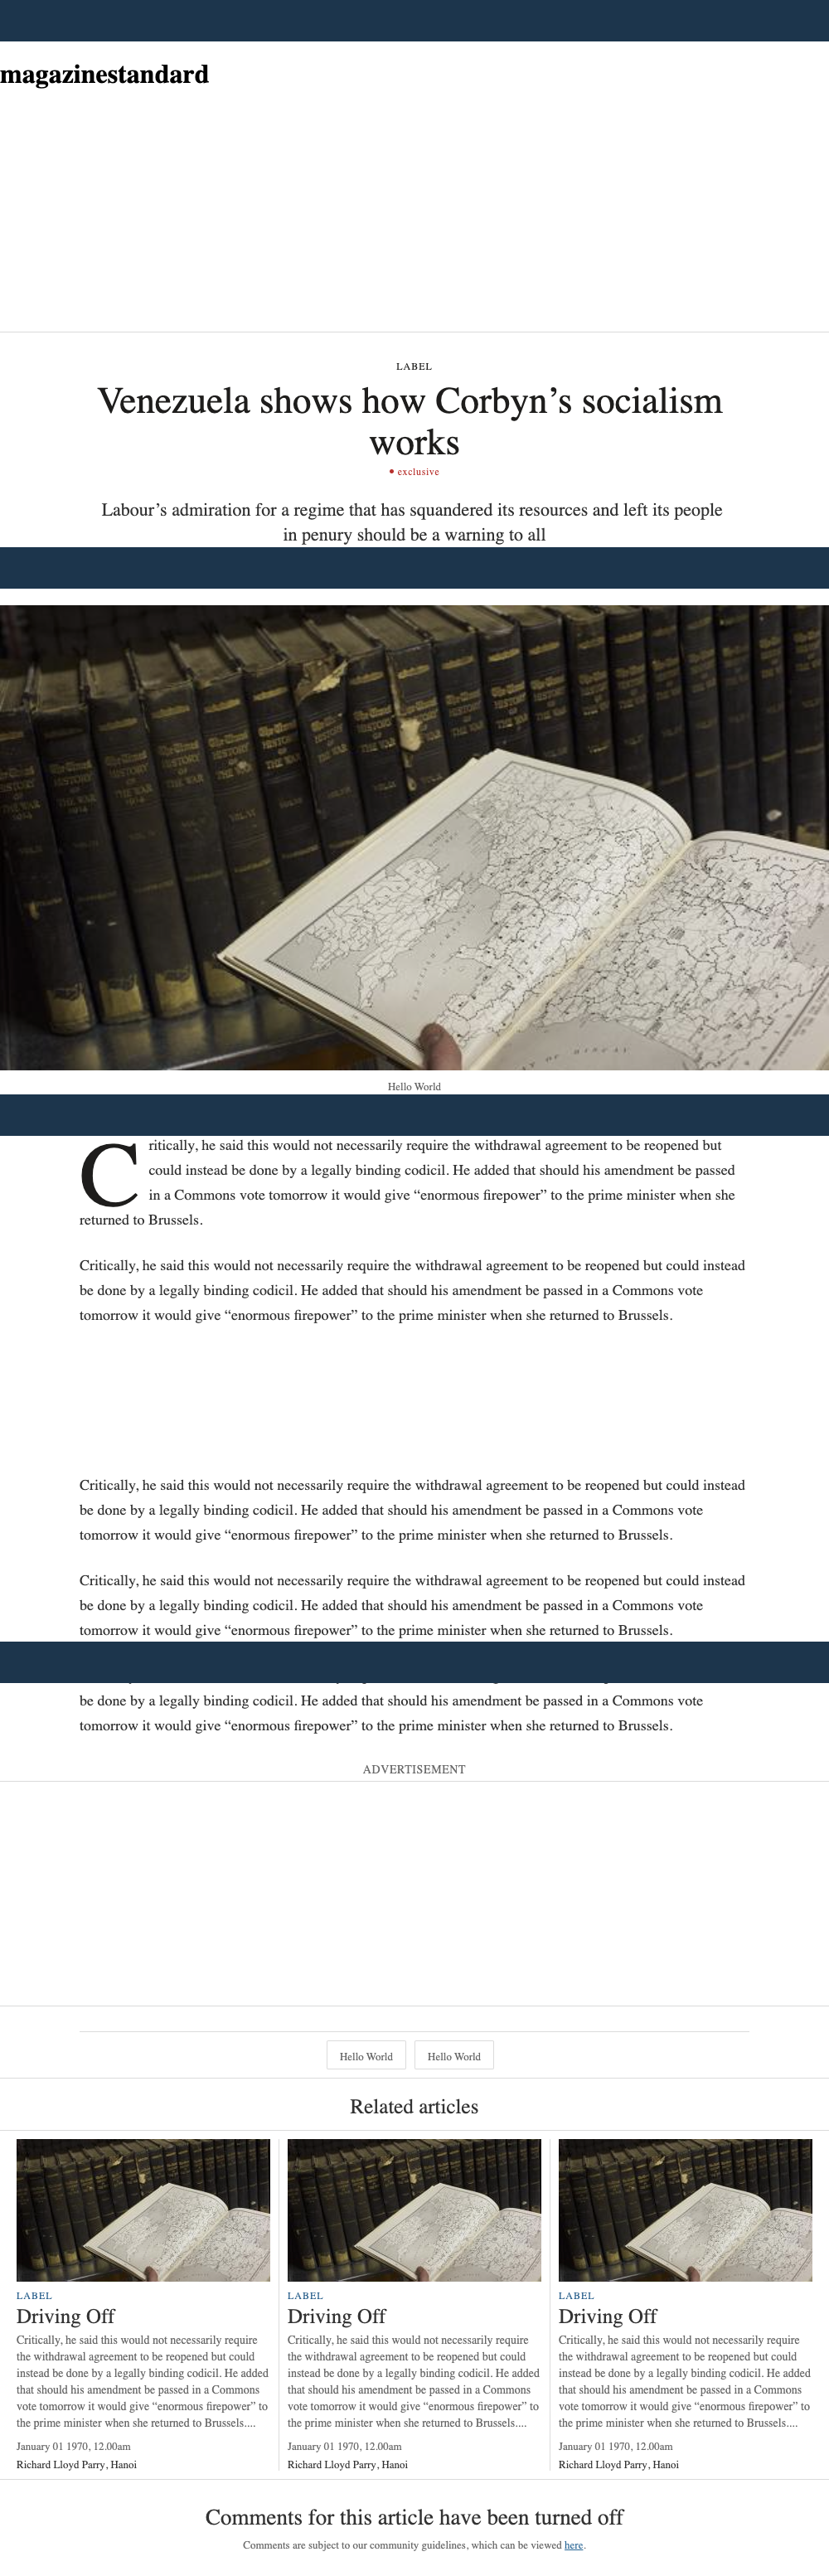 magazinestandard
LABEL
Venezuela shows how Corbyn’s socialism
works
exclusive
Labour’s admiration for a regime that has squandered its resources and left its people
in penury should be a warning to all
HISTORY
OF
THE WAR
Hello World
Critically, he said this would not necessarily require the withdrawal agreement to be reopened but
could instead be done by a legally binding codicil. He added that should his amendment be passed
in a Commons vote tomorrow it would give “enormous firepower” to the prime minister when she
returned to Brussels.
Critically, he said this would not necessarily require the withdrawal agreement to be reopened but could instead
be done by a legally binding codicil. He added that should his amendment be passed in a Commons vote
tomorrow it would give “enormous firepower” to the prime minister when she returned to Brussels.
Critically, he said this would not necessarily require the withdrawal agreement to be reopened but could instead
be done by a legally binding codicil. He added that should his amendment be passed in a Commons vote
tomorrow it would give “enormous firepower” to the prime minister when she returned to Brussels.
Critically, he said this would not necessarily require the withdrawal agreement to be reopened but could instead
be done by a legally binding codicil. He added that should his amendment be passed in a Commons vote
tomorrow it would give “enormous firepower” to the prime minister when she returned to Brussels.
be done by a legally binding codicil. He added that should his amendment be passed in a Commons vote
tomorrow it would give “enormous firepower” to the prime minister when she returned to Brussels.
ADVERTISEMENT
Hello World
Hello World
Related articles
LABEL
Driving Off
Critically, he said this would not necessarily require
the withdrawal agreement to be reopened but could
instead be done by a legally binding codicil. He added
that should his amendment be passed in a Commons
vote tomorrow it would give “enormous firepower” to
the prime minister when she returned to Brussels....
January 01 1970, 12.00am
Richard Lloyd Parry, Hanoi
LABEL
Driving Off
Critically, he said this would not necessarily require
the withdrawal agreement to be reopened but could
instead be done by a legally binding codicil. He added
that should his amendment be passed in a Commons
vote tomorrow it would give “enormous firepower” to
the prime minister when she returned to Brussels....
January 01 1970, 12.00am
Richard Lloyd Parry, Hanoi
LABEL
Driving Off
Critically, he said this would not necessarily require
the withdrawal agreement to be reopened but could
instead be done by a legally binding codicil. He added
that should his amendment be passed in a Commons
vote tomorrow it would give “enormous firepower” to
the prime minister when she returned to Brussels....
January 01 1970, 12.00am
Richard Lloyd Parry, Hanoi
Comments for this article have been turned off
Comments are subject to our community guidelines, which can be viewed here.